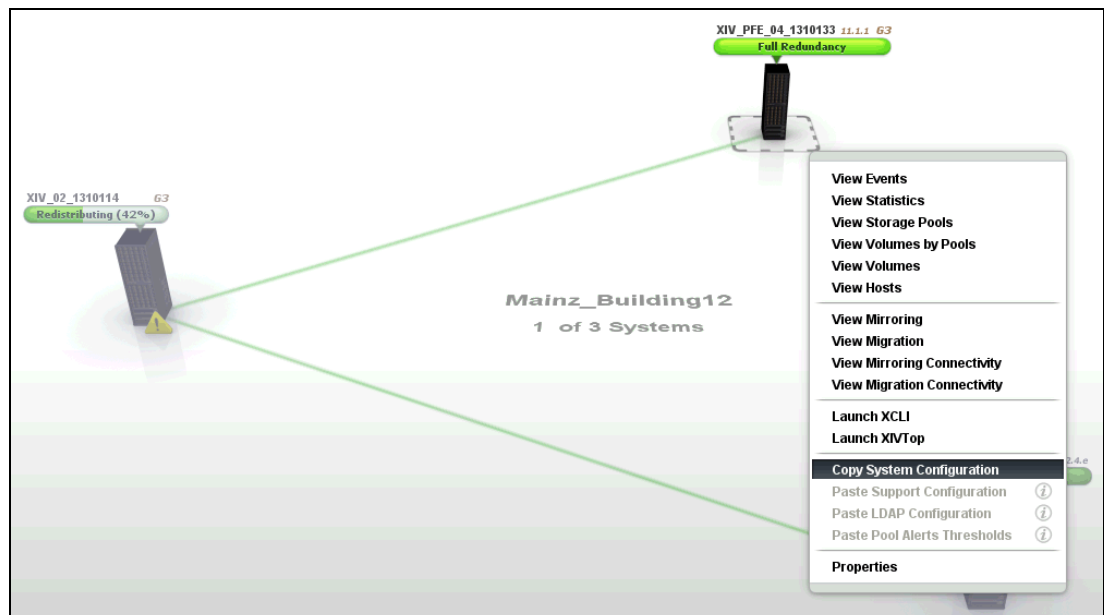 XIV_PFE_04_1310133 11.1.1 G3
Full Redundancy
XIV_02_1310114 G3
Redistributing (42%)
Mainz_Building12
1 of 3 Systems
View Events
View Statistics
View Storage Pools
View Volumes by Pools
View Volumes
View Hosts
View Mirroring
View Migration
View Mirroring Connectivity
View Migration Connectivity
Launch XCLI
Launch XIVTop
Copy System Configuration
2.4.e
Paste Support Configuration
Paste LDAP Configuration
Paste Pool Alerts Thresholds
Properties